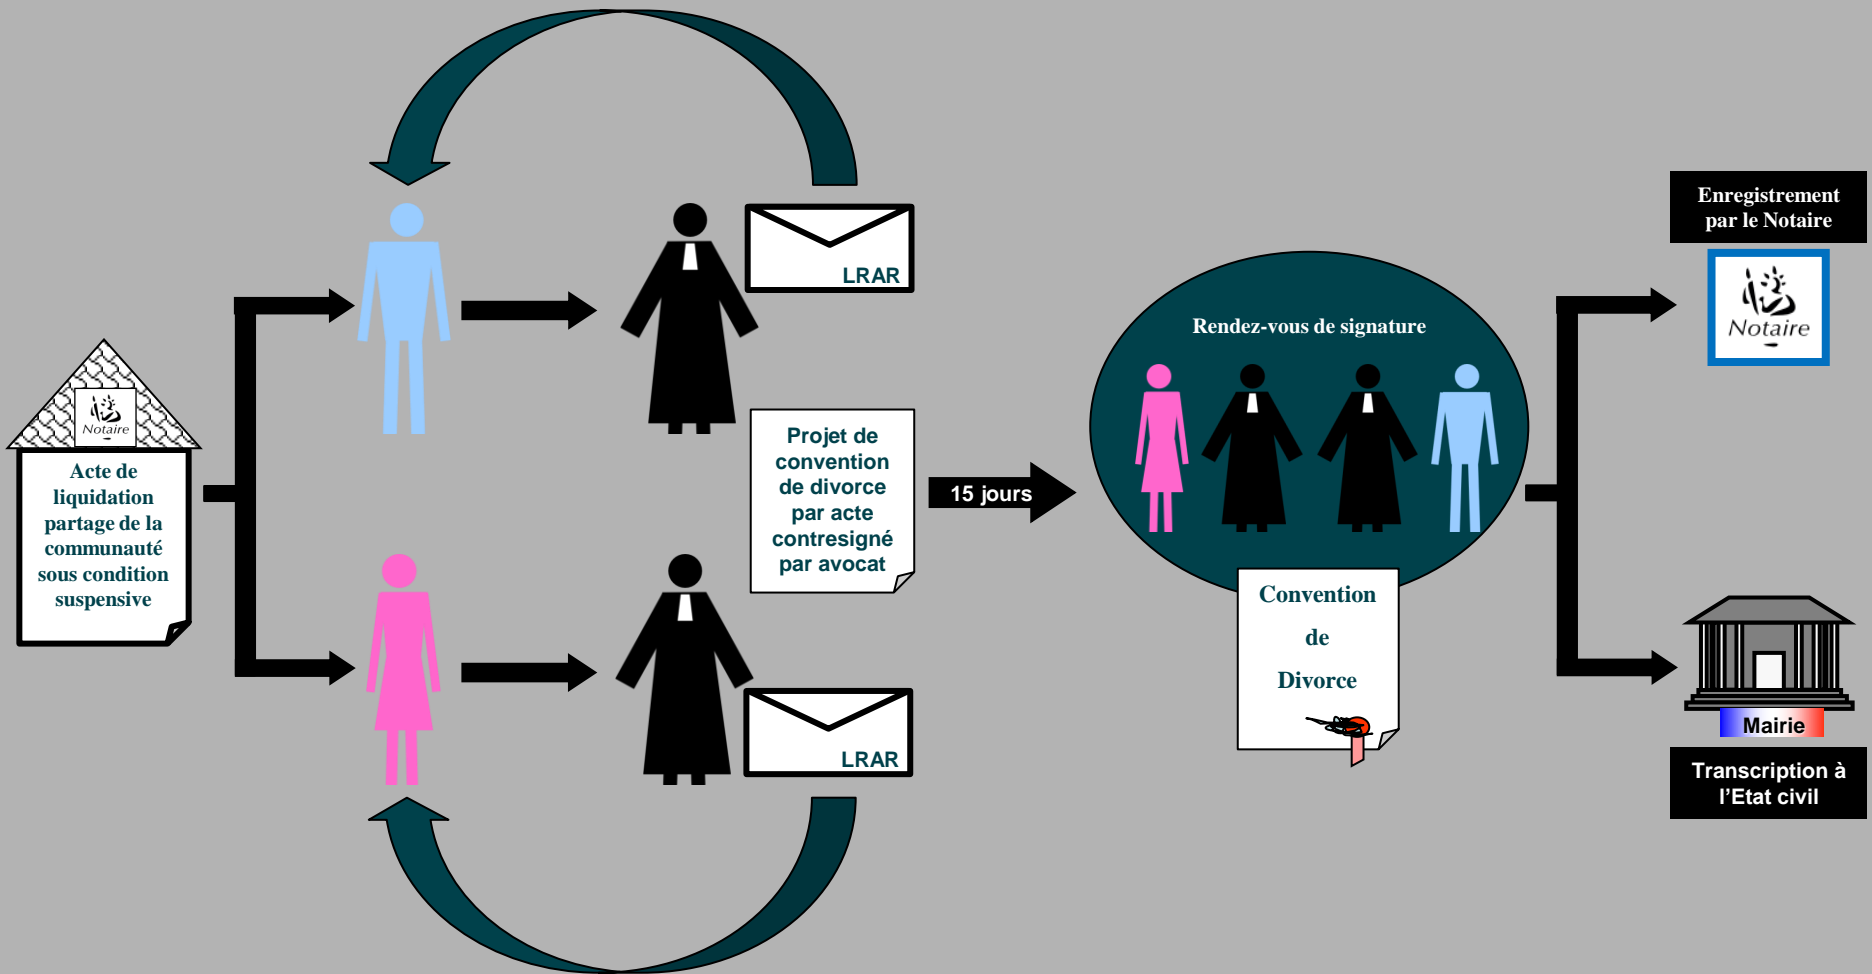 Notaire
Acte de
liquidation
partage de la
communauté
sous condition
suspensive
LRAR
Projet de
convention
de divorce
par acte
contresigné
par avocat
LRAR
15 jours
Rendez-vous de signature
Convention
de
Divorce
Enregistrement
par le Notaire
Notaire
Mairie
Transcription à
l’Etat civil